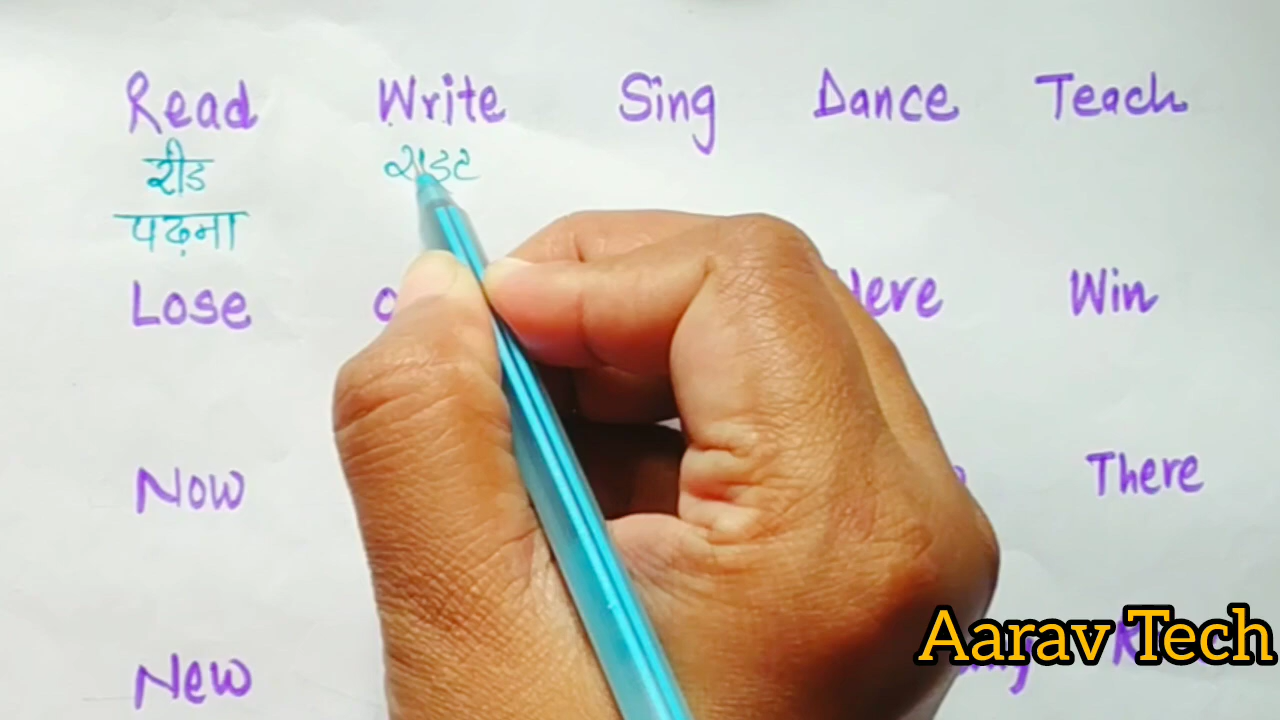 Read Write Sing Dance Teach
रीड राइट
पढ़ना
Lose Win
Now There
New
Aarav Tech